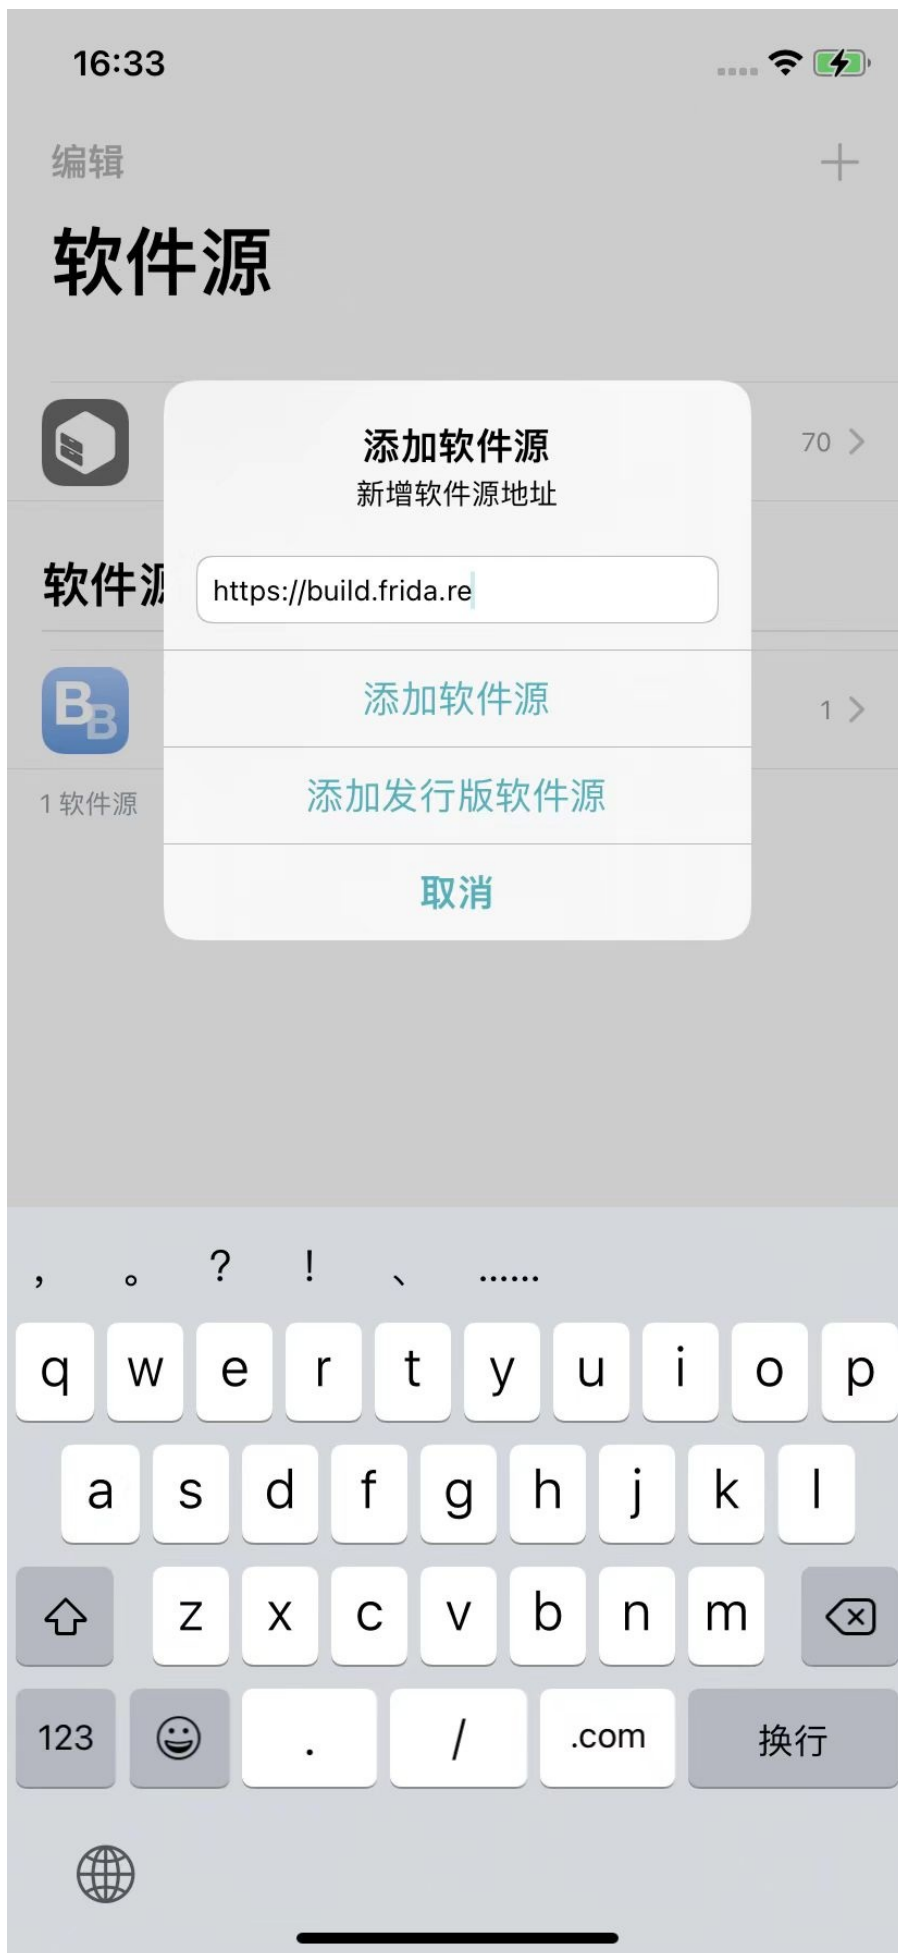 16:33
编辑
软件源
70
添加软件源
新增软件源地址
软件源
https://build.frida.re
添加软件源
BB
1
添加发行版软件源
1 软件源
取消
， 。 ? ! 、 ……
q w e r t y u i o p
a s d f g h j k l
z x c v b n m
123 . / .com 换行